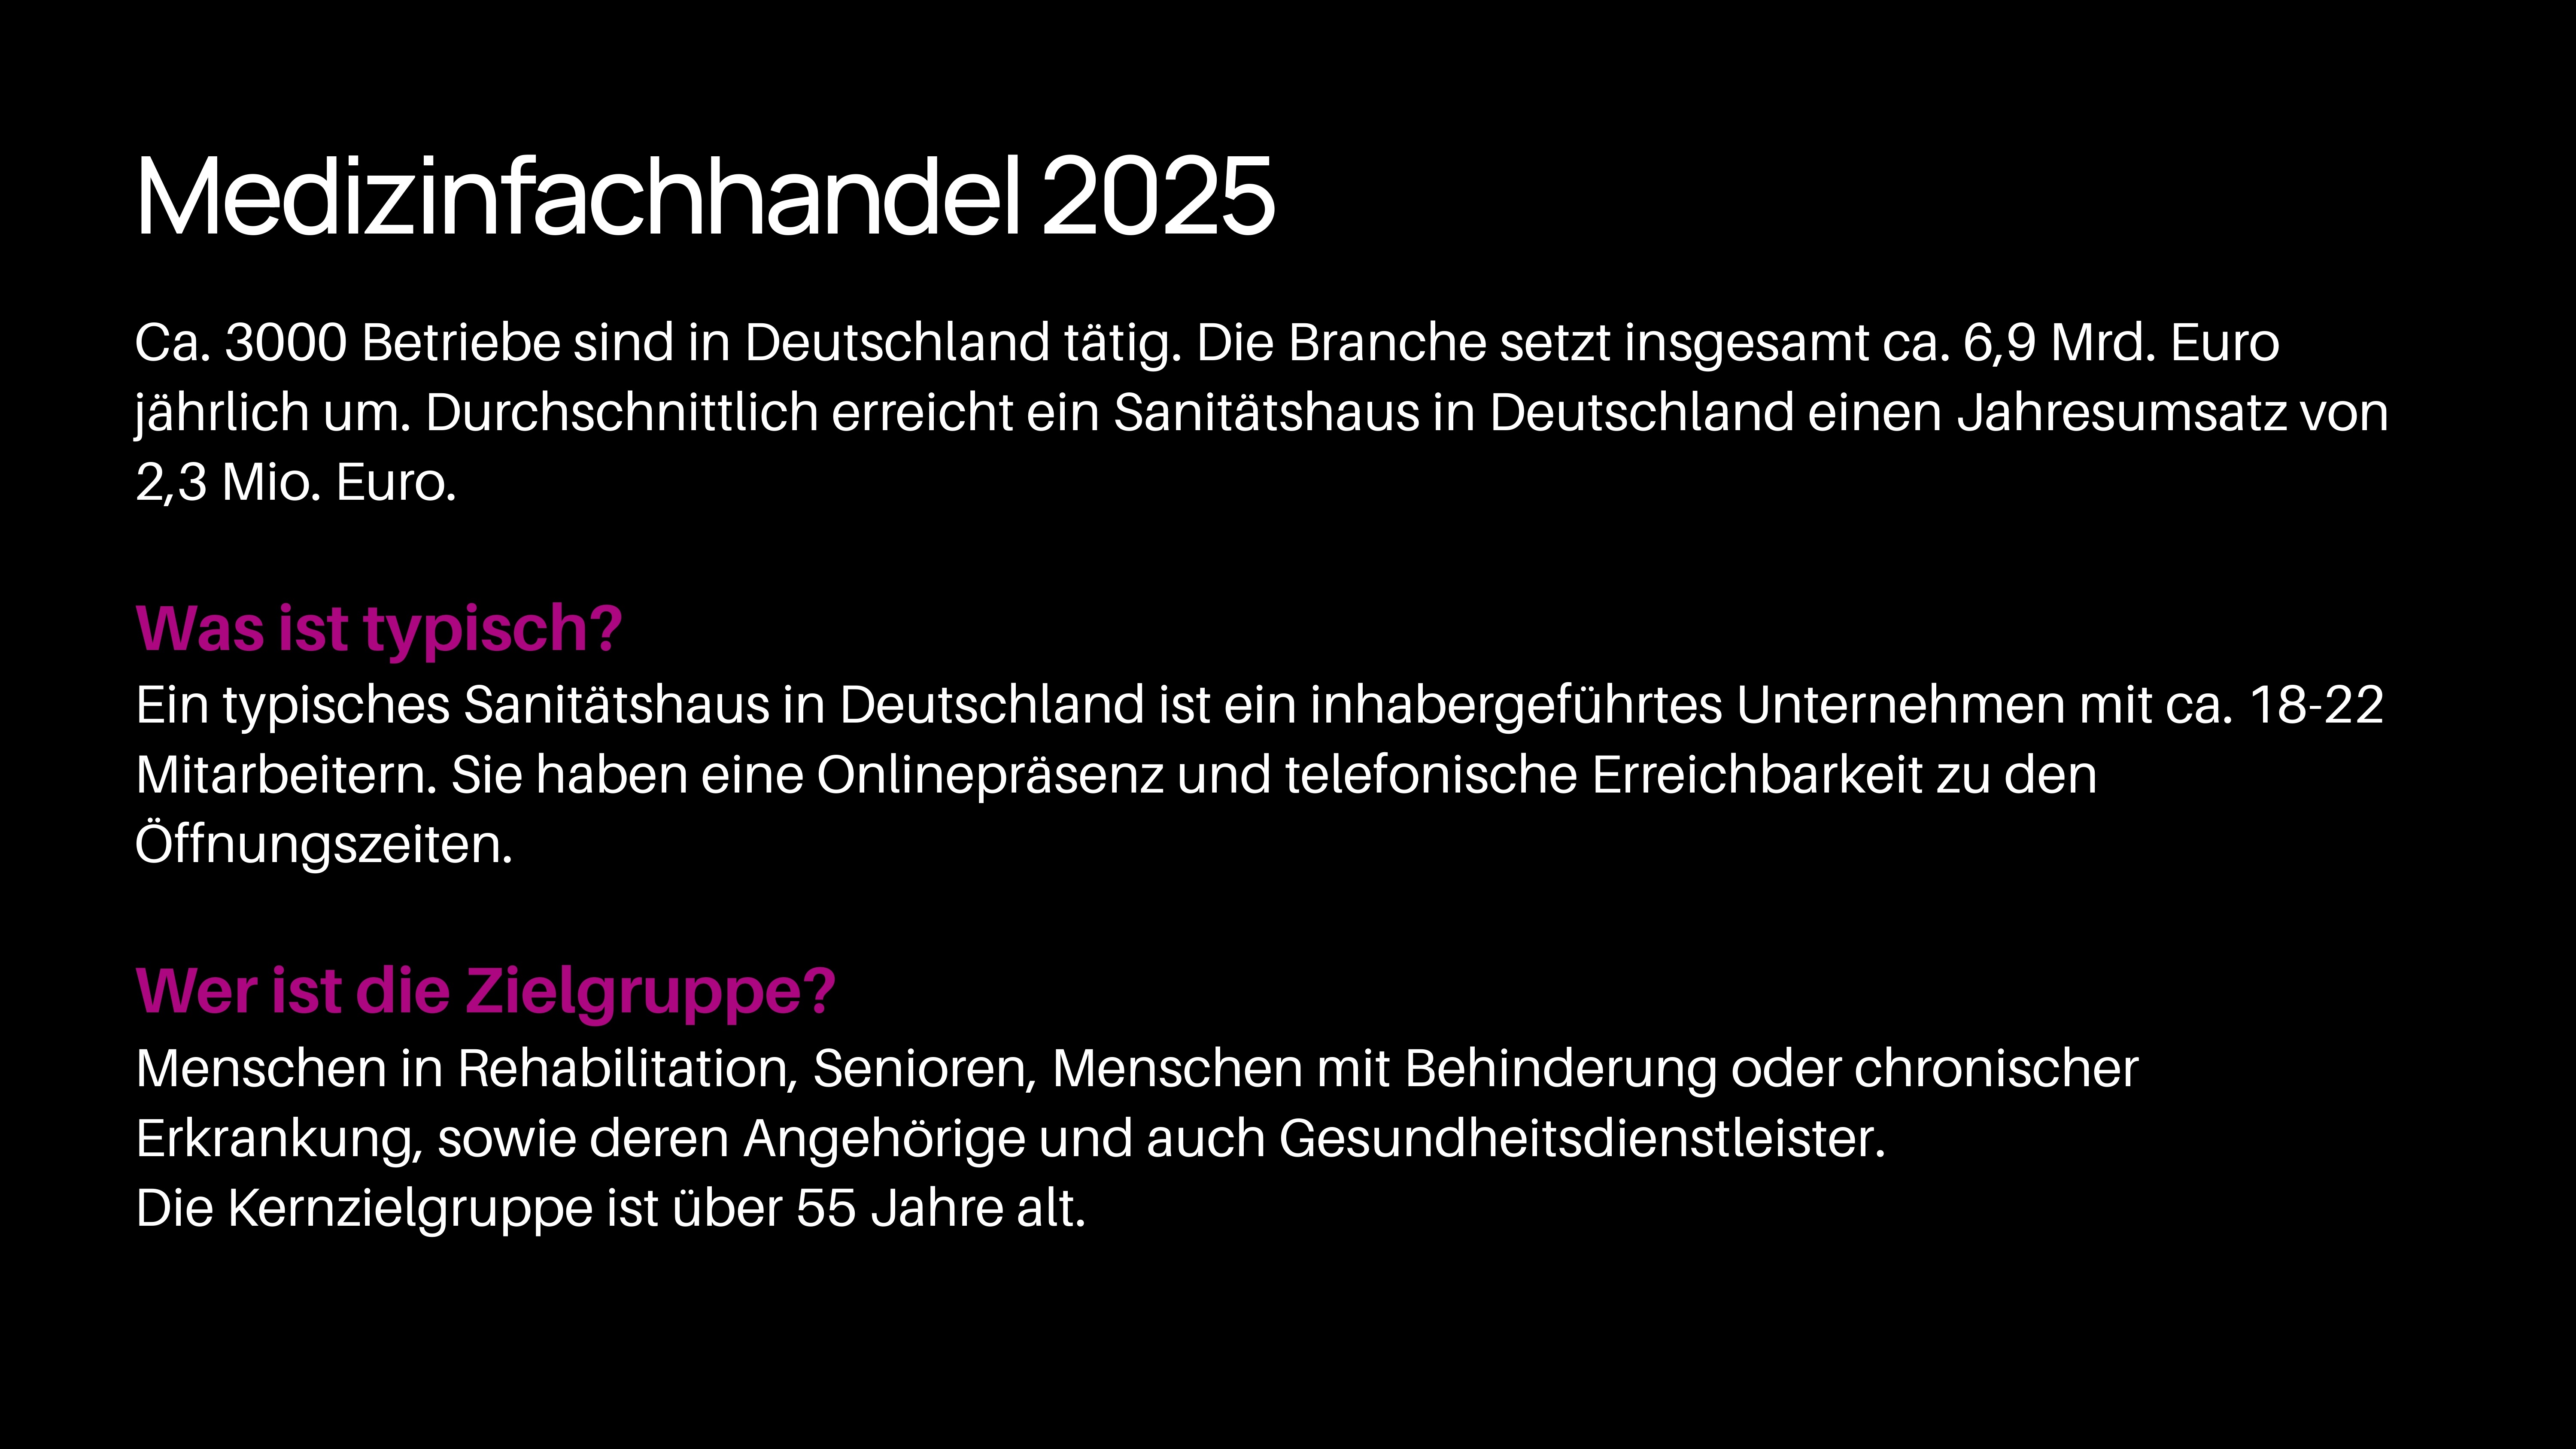 Medizinfachhandel 2025
Ca. 3000 Betriebe sind in Deutschland tätig. Die Branche setzt insgesamt ca. 6,9 Mrd. Euro
jährlich um. Durchschnittlich erreicht ein Sanitätshaus in Deutschland einen Jahresumsatz von
2,3 Mio. Euro.
Was ist typisch?
Ein typisches Sanitätshaus in Deutschland ist ein inhabergeführtes Unternehmen mit ca. 18-22
Mitarbeitern. Sie haben eine Onlinepräsenz und telefonische Erreichbarkeit zu den
Öffnungszeiten.
Wer ist die Zielgruppe?
Menschen in Rehabilitation, Senioren, Menschen mit Behinderung oder chronischer
Erkrankung, sowie deren Angehörige und auch Gesundheitsdienstleister.
Die Kernzielgruppe ist über 55 Jahre alt.